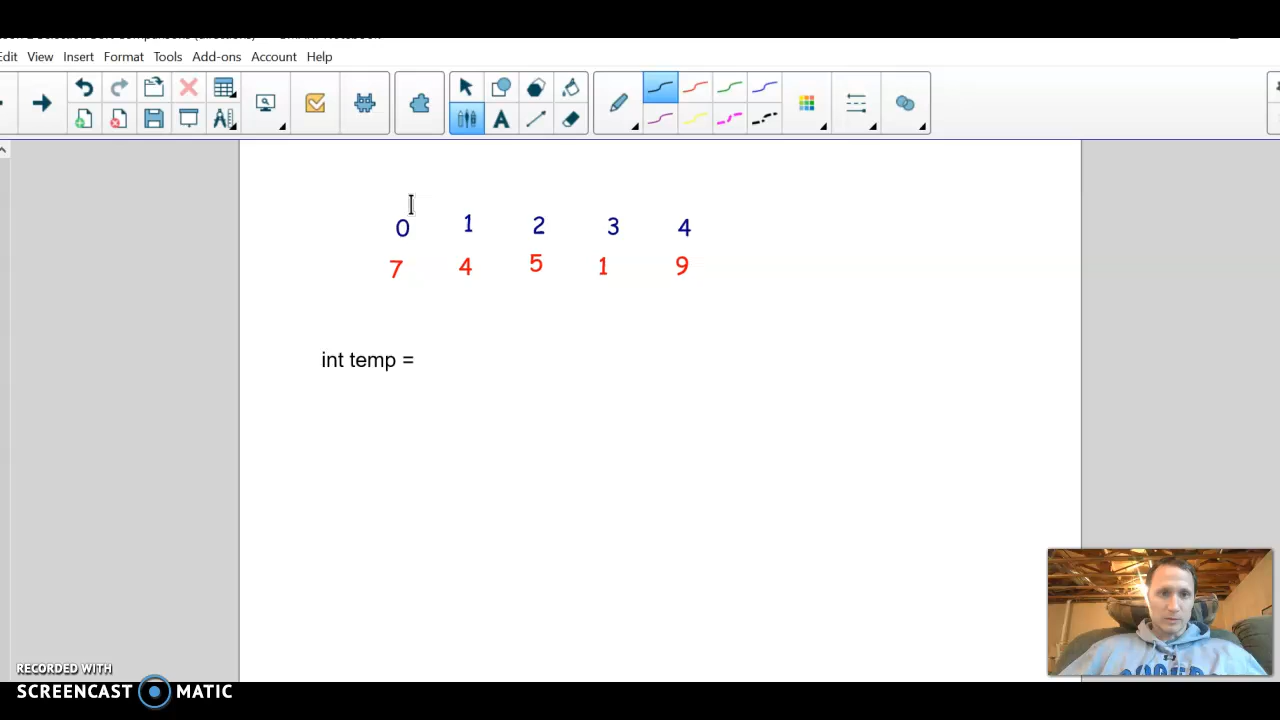 Edit View Insert Format Tools Add-ons Account Help
0 1 2 3 4
7 4 5 1 9
int temp =
RECORDED WITH
SCREENCAST MATIC